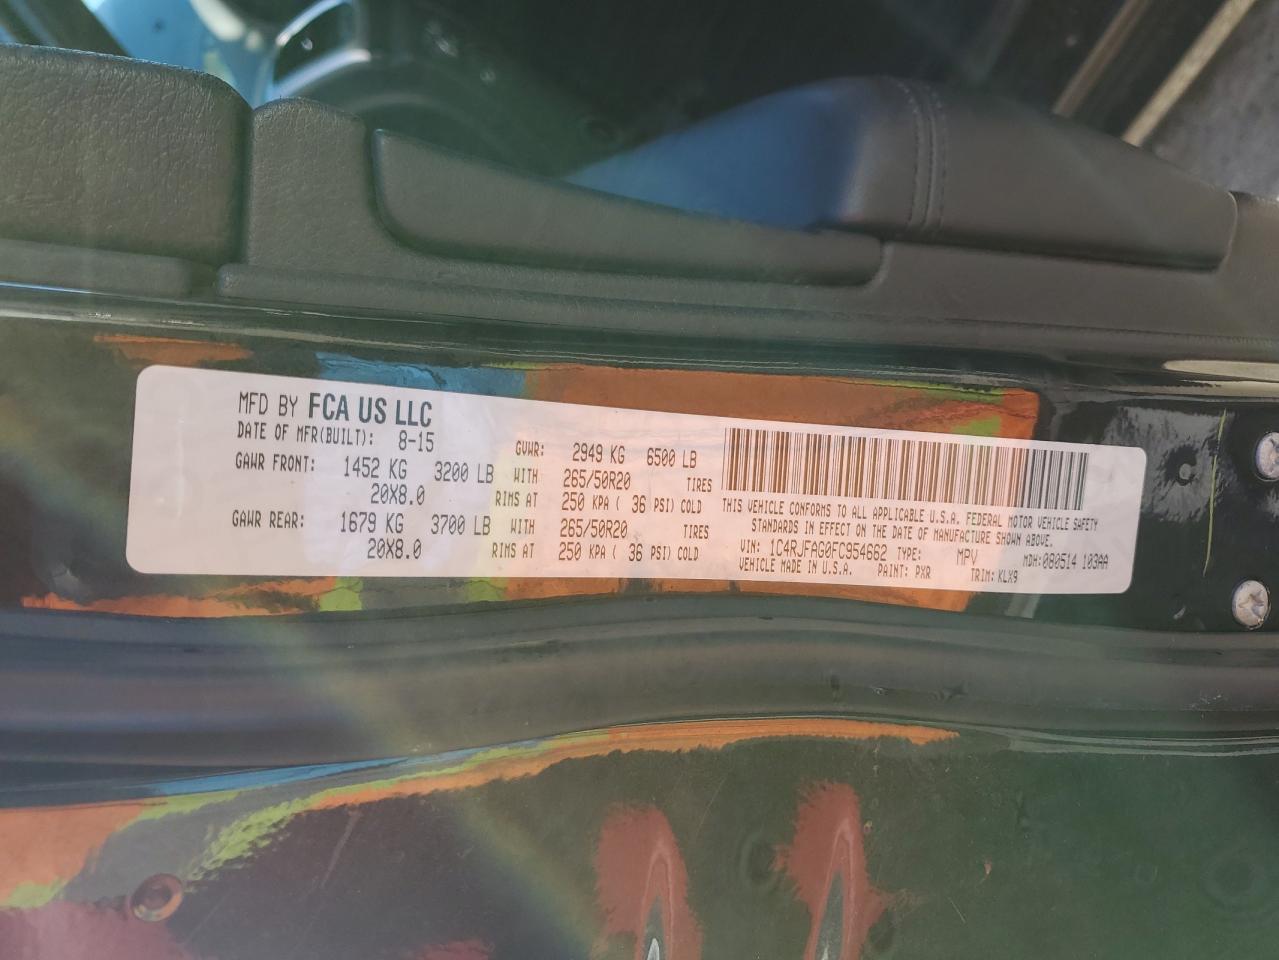 MFD BY FCA US LLC
DATE OF MFR(BUILT): 8-15
GVWR: 2949 KG 6500 LB
GAWR FRONT: 1452 KG 3200 LB WITH 265/50R20 TIRES
20X8.0 RIMS AT 250 KPA ( 36 PSI) COLD
GAWR REAR: 1679 KG 3700 LB WITH 265/50R20 TIRES
20X8.0 RIMS AT 250 KPA ( 36 PSI) COLD
THIS VEHICLE CONFORMS TO ALL APPLICABLE U.S.A. FEDERAL MOTOR VEHICLE SAFETY
STANDARDS IN EFFECT ON THE DATE OF MANUFACTURE SHOWN ABOVE.
VIN: 1C4RJFAG0FC954662 TYPE: MPV MDH:080514 103AA
VEHICLE MADE IN U.S.A. PAINT: PXR TRIM: KLX9